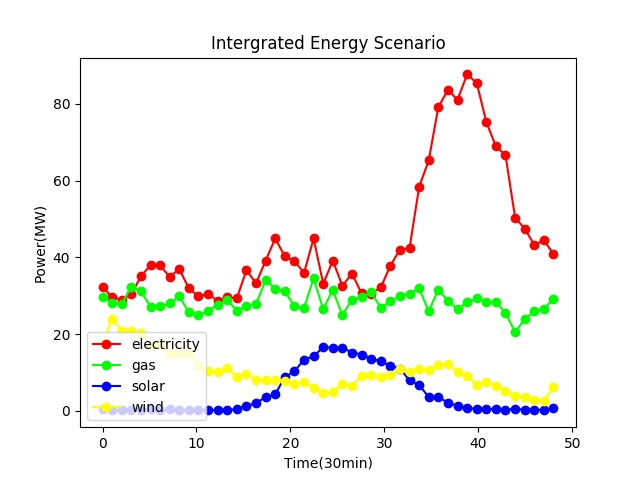 Intergrated Energy Scenario
Power(MW)
80
60
40
20
0
electricity
gas
solar
wind
0 10 20 30 40 50
Time(30min)